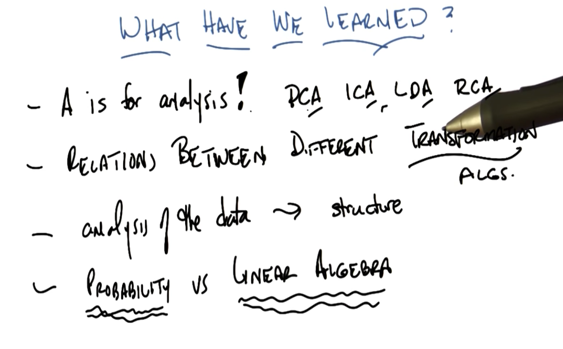 WHAT HAVE WE LEARNED?
- A is for analysis! PCA ICA, LDA RCA
- RELATIONS BETWEEN DIFFERENT TRANSFORMATION
ALGS.
- analysis of the data → structure
- PROBABILITY vs LINEAR ALGEBRA